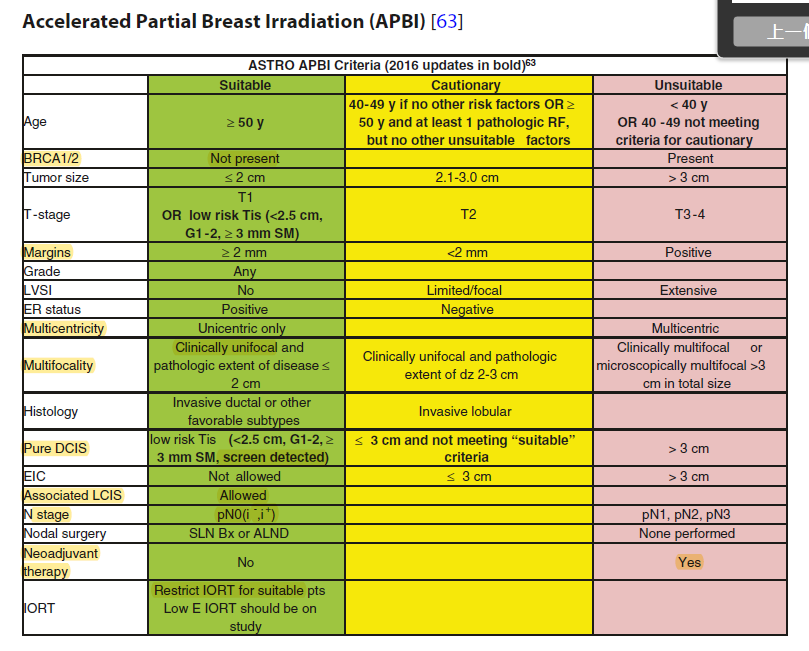 Accelerated Partial Breast Irradiation (APBI) [63]
上一
ASTRO APBI Criteria (2016 updates in bold)63
Suitable Cautionary Unsuitable
Age
≥ 50 y
40-49 y if no other risk factors OR ≥
50 y and at least 1 pathologic RF,
but no other unsuitable factors
< 40 y
OR 40 -49 not meeting
criteria for cautionary
BRCA1/2 Not present Present
Tumor size ≤ 2 cm 2.1-3.0 cm > 3 cm
T-stage
T1
OR low risk Tis (<2.5 cm,
G1-2, ≥ 3 mm SM)
T2
T3-4
Margins ≥ 2 mm <2 mm Positive
Grade Any
LVSI No Limited/focal Extensive
ER status Positive Negative
Multicentricity Unicentric only Multicentric
Multifocality
Clinically unifocal and
pathologic extent of disease ≤
2 cm
Clinically unifocal and pathologic
extent of dz 2-3 cm
Clinically multifocal or
microscopically multifocal >3
cm in total size
Histology
Invasive ductal or other
favorable subtypes
Invasive lobular
Pure DCIS
low risk Tis (<2.5 cm, G1-2, ≥
3 mm SM, screen detected)
≤ 3 cm and not meeting “suitable”
criteria
> 3 cm
EIC Not allowed ≤ 3 cm > 3 cm
Associated LCIS Allowed
N stage pN0(i -,i+) pN1, pN2, pN3
Nodal surgery SLN Bx or ALND None performed
Neoadjuvant
therapy
No
Yes
IORT
Restrict IORT for suitable pts
Low E IORT should be on
study